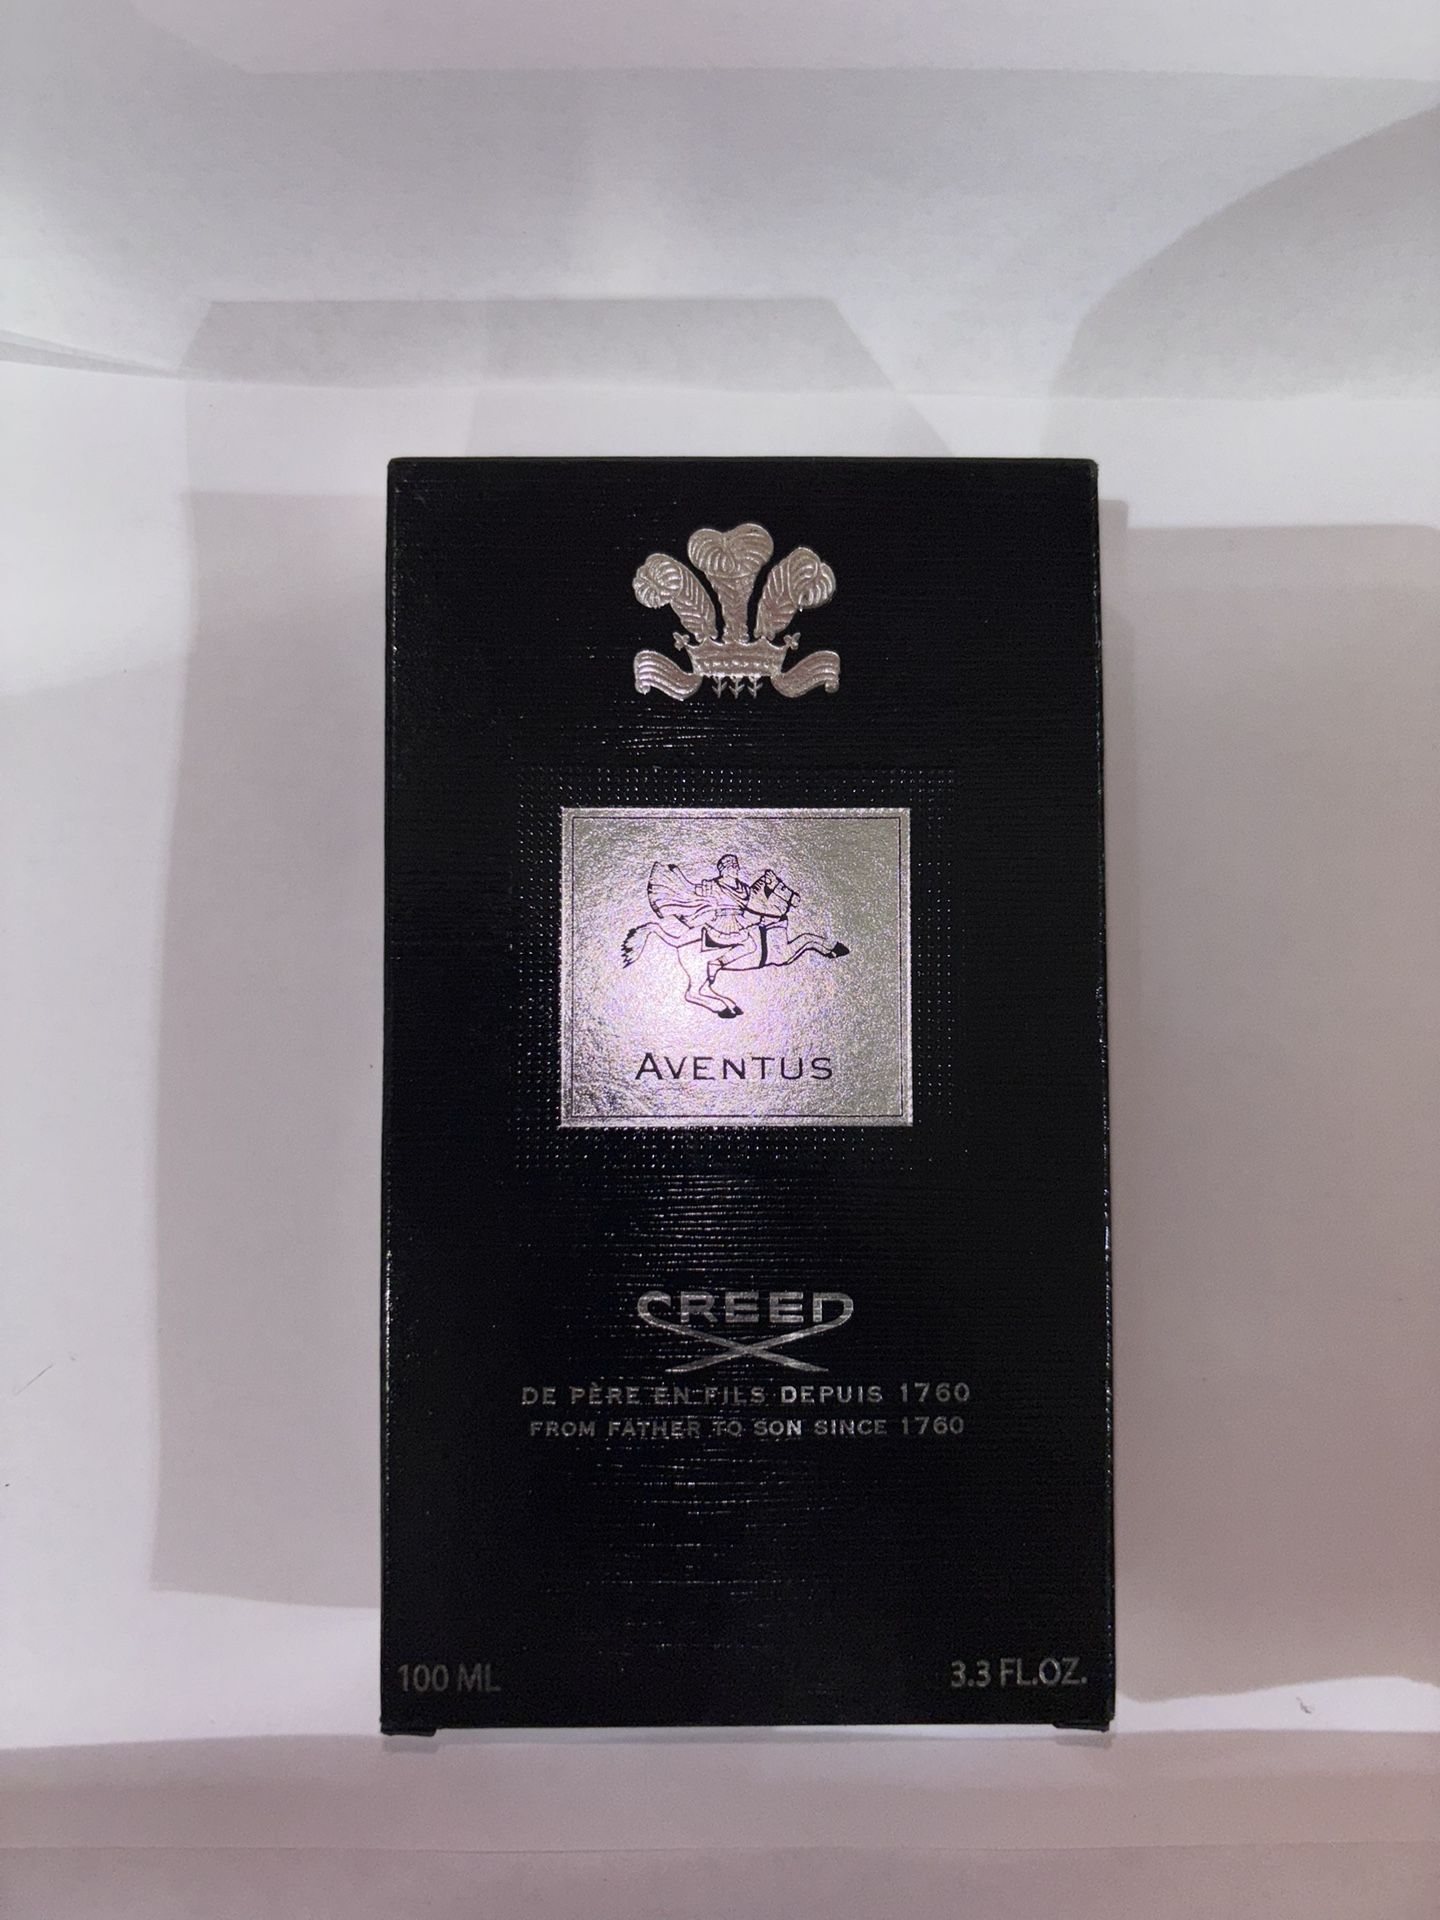 AVENTUS
CREED
DE PÈRE EN FILS DEPUIS 1760
FROM FATHER TO SON SINCE 1760
100 ML
3.3 FL.OZ.